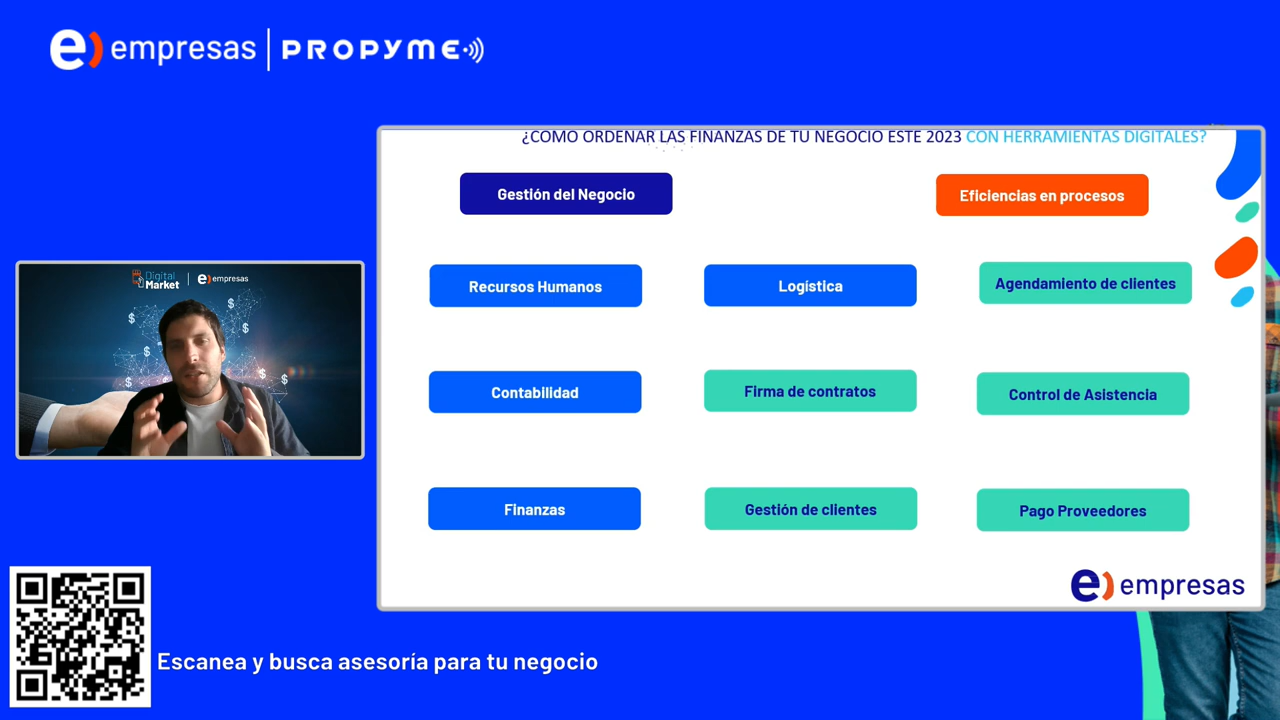 e) empresas | PROPYME
¿COMO ORDENAR LAS FINANZAS DE TU NEGOCIO ESTE 2023 CON HERRAMIENTAS DIGITALES?
Gestión del Negocio
Eficiencias en procesos
Recursos Humanos
Logística
Agendamiento de clientes
Contabilidad
Firma de contratos
Control de Asistencia
Finanzas
Gestión de clientes
Pago Proveedores
e) empresas
Digital Market | e) empresas
$ $ $ $ $ $ $
Escanea y busca asesoría para tu negocio